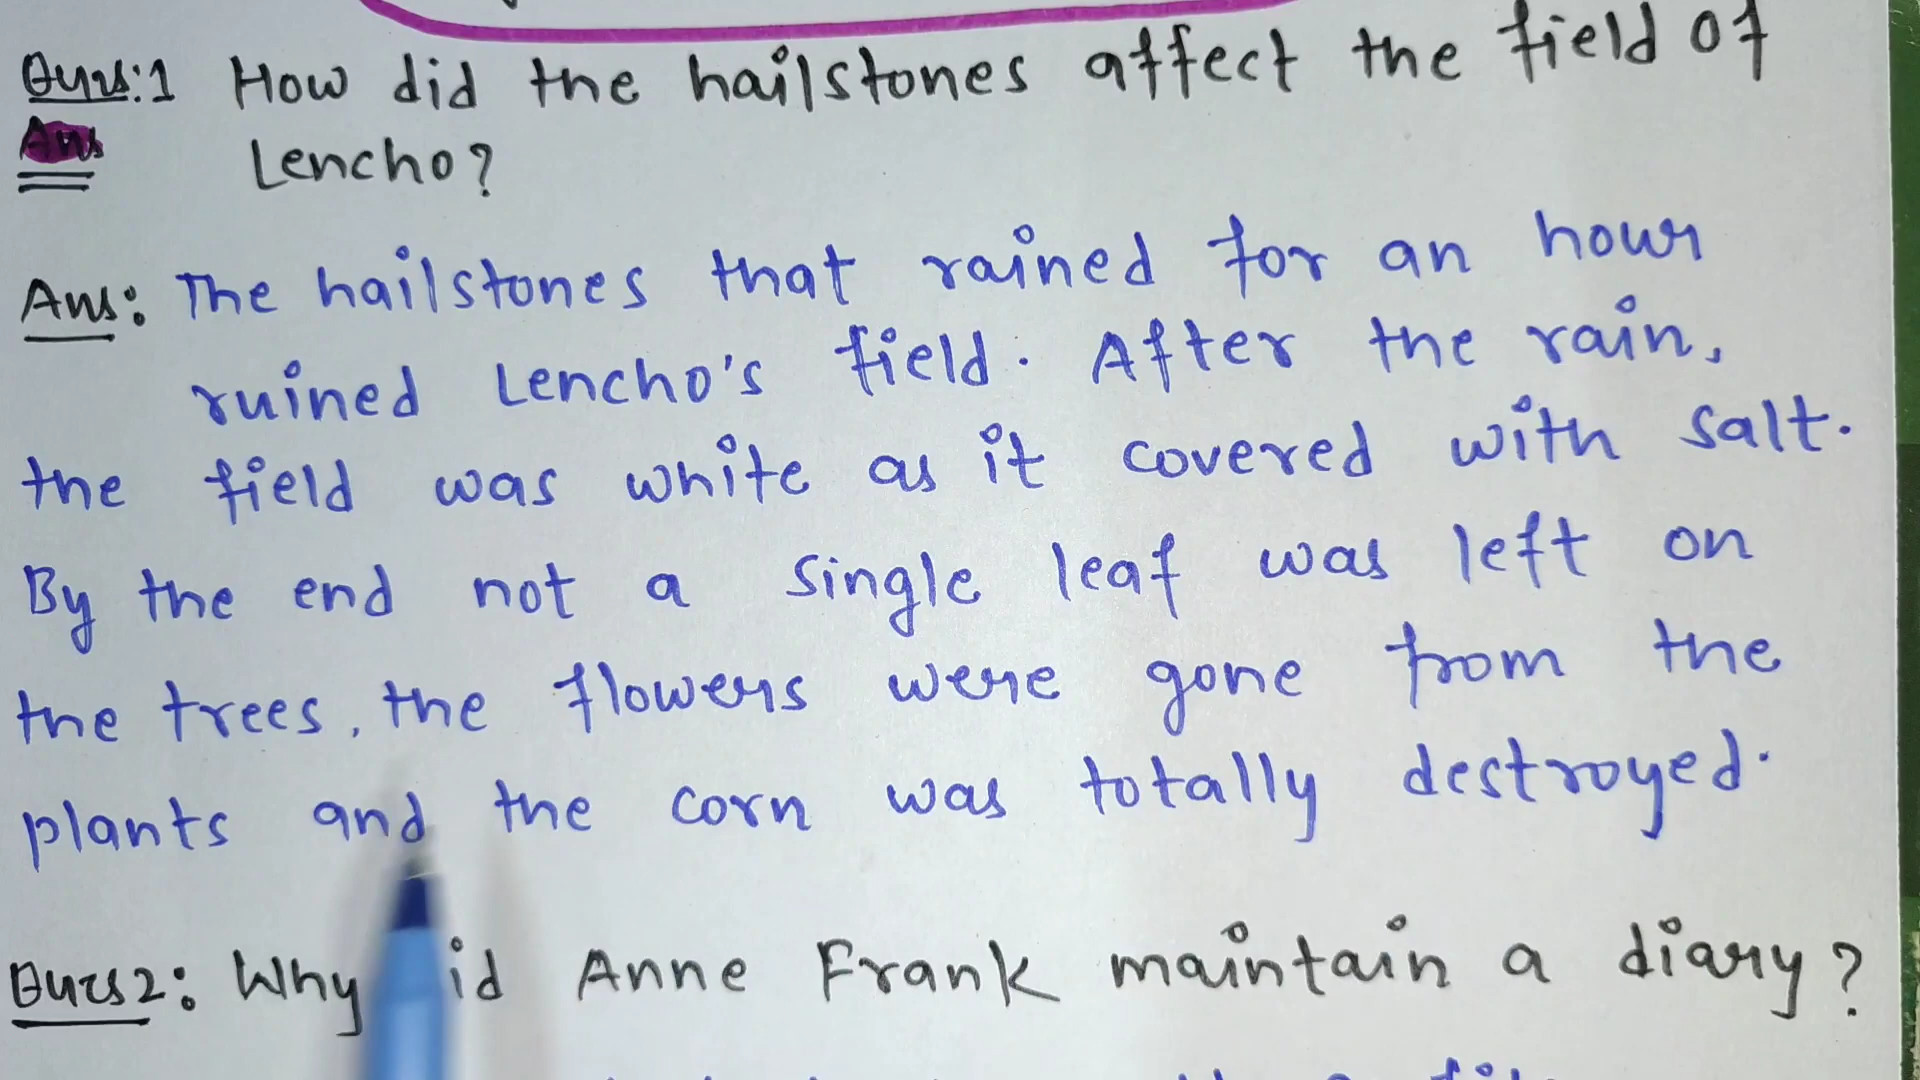 Ques:1 How did the hailstones affect the field of
Ans Lencho?
Ans: The hailstones that rained for an hour
ruined Lencho's field. After the rain,
the field was white as it covered with salt.
By the end not a single leaf was left on
the trees, the flowers were gone from the
plants and the corn was totally destroyed.
Ques2: Why id Anne Frank maintain a diary?